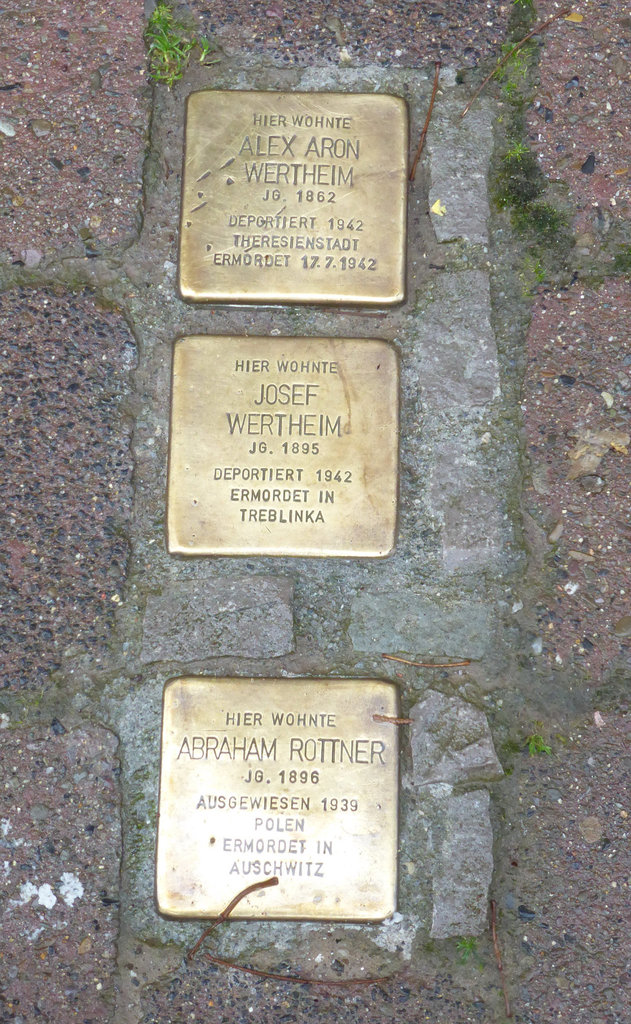 HIER WOHNTE
ALEX ARON
WERTHEIM
JG. 1862
DEPORTIERT 1942
THERESIENSTADT
ERMORDET 17.7.1942
HIER WOHNTE
JOSEF
WERTHEIM
JG. 1895
DEPORTIERT 1942
ERMORDET IN
TREBLINKA
HIER WOHNTE
ABRAHAM ROTTNER
JG. 1896
AUSGEWIESEN 1939
POLEN
ERMORDET IN
AUSCHWITZ